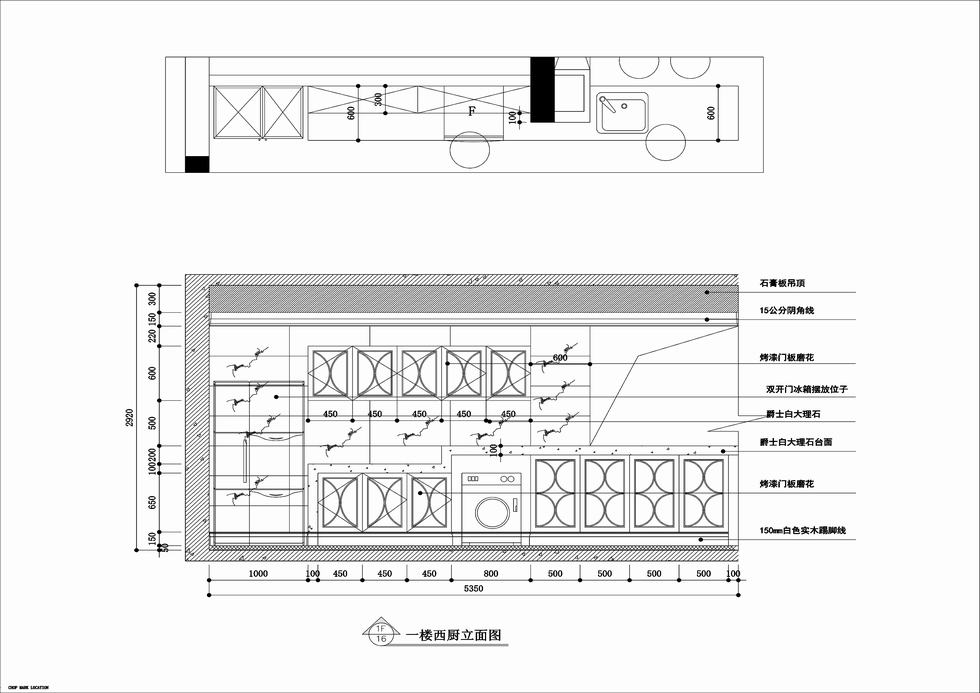 600
300
F
100
600
石膏板吊顶
300
150
15公分阴角线
220
烤漆门板磨花
600
600
双开门冰箱摆放位子
450 450 450 450 450
爵士白大理石
2920
500
100
爵士白大理石台面
200
100
烤漆门板磨花
650
150mm白色实木踢脚线
150
50
1000 100 450 450 450 800 500 500 500 500 100
5350
1F
16
一楼西厨立面图
CHOP MARK LOCATION